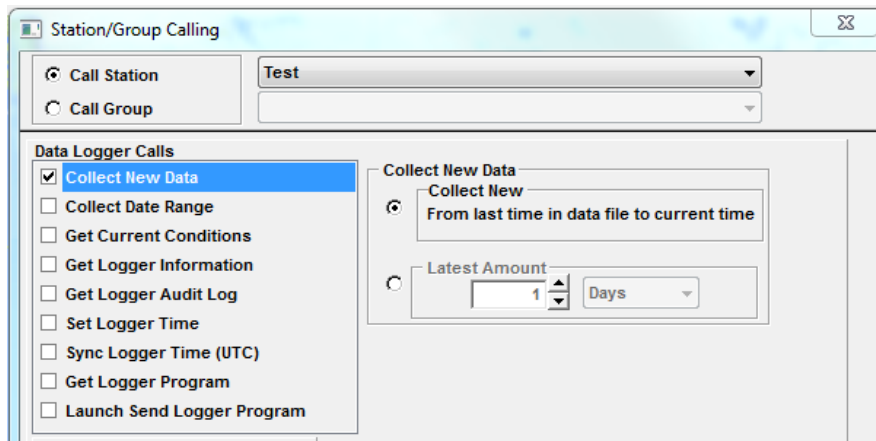 Station/Group Calling
Call Station
Test
Call Group
Data Logger Calls
Collect New Data
Collect Date Range
Get Current Conditions
Get Logger Information
Get Logger Audit Log
Set Logger Time
Sync Logger Time (UTC)
Get Logger Program
Launch Send Logger Program
Collect New Data
Collect New
From last time in data file to current time
Latest Amount
1 Days